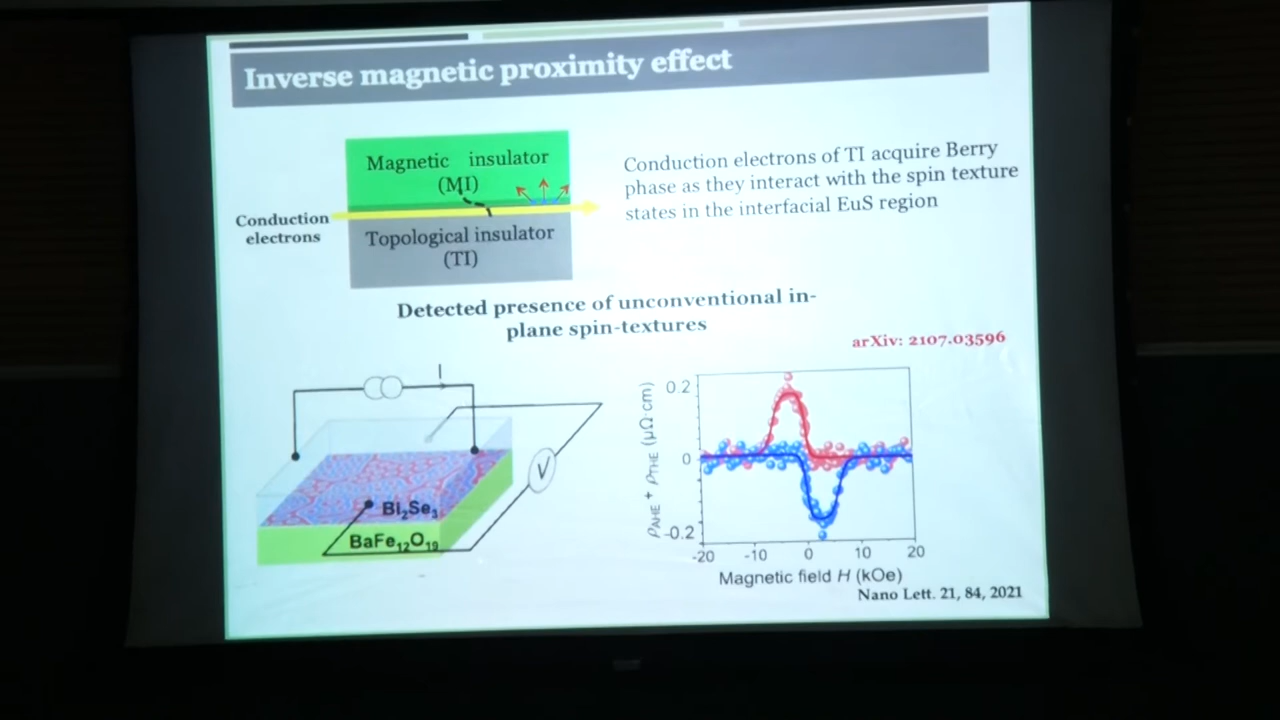 Inverse magnetic proximity effect
Magnetic insulator
(MI)
Conduction
electrons
Topological insulator
(TI)
Conduction electrons of TI acquire Berry
phase as they interact with the spin texture
states in the interfacial EuS region
Detected presence of unconventional in-
plane spin-textures
arXiv: 2107.03596
I
V
Bi₂Se₃
BaFe₁₂O₁₉
ρAHE + ρTHE (μΩ·cm)
0.2
0
-0.2
-20 -10 0 10 20
Magnetic field H (kOe)
Nano Lett. 21, 84, 2021